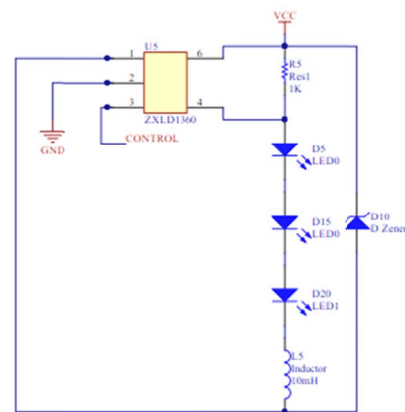 VCC
U5
1
6
R5
Res1
1K
2
3
4
ZXLD1360
CONTROL
GND
D5
LED0
D15
LED0
D10
D Zener
D20
LED1
L5
Inductor
10mH